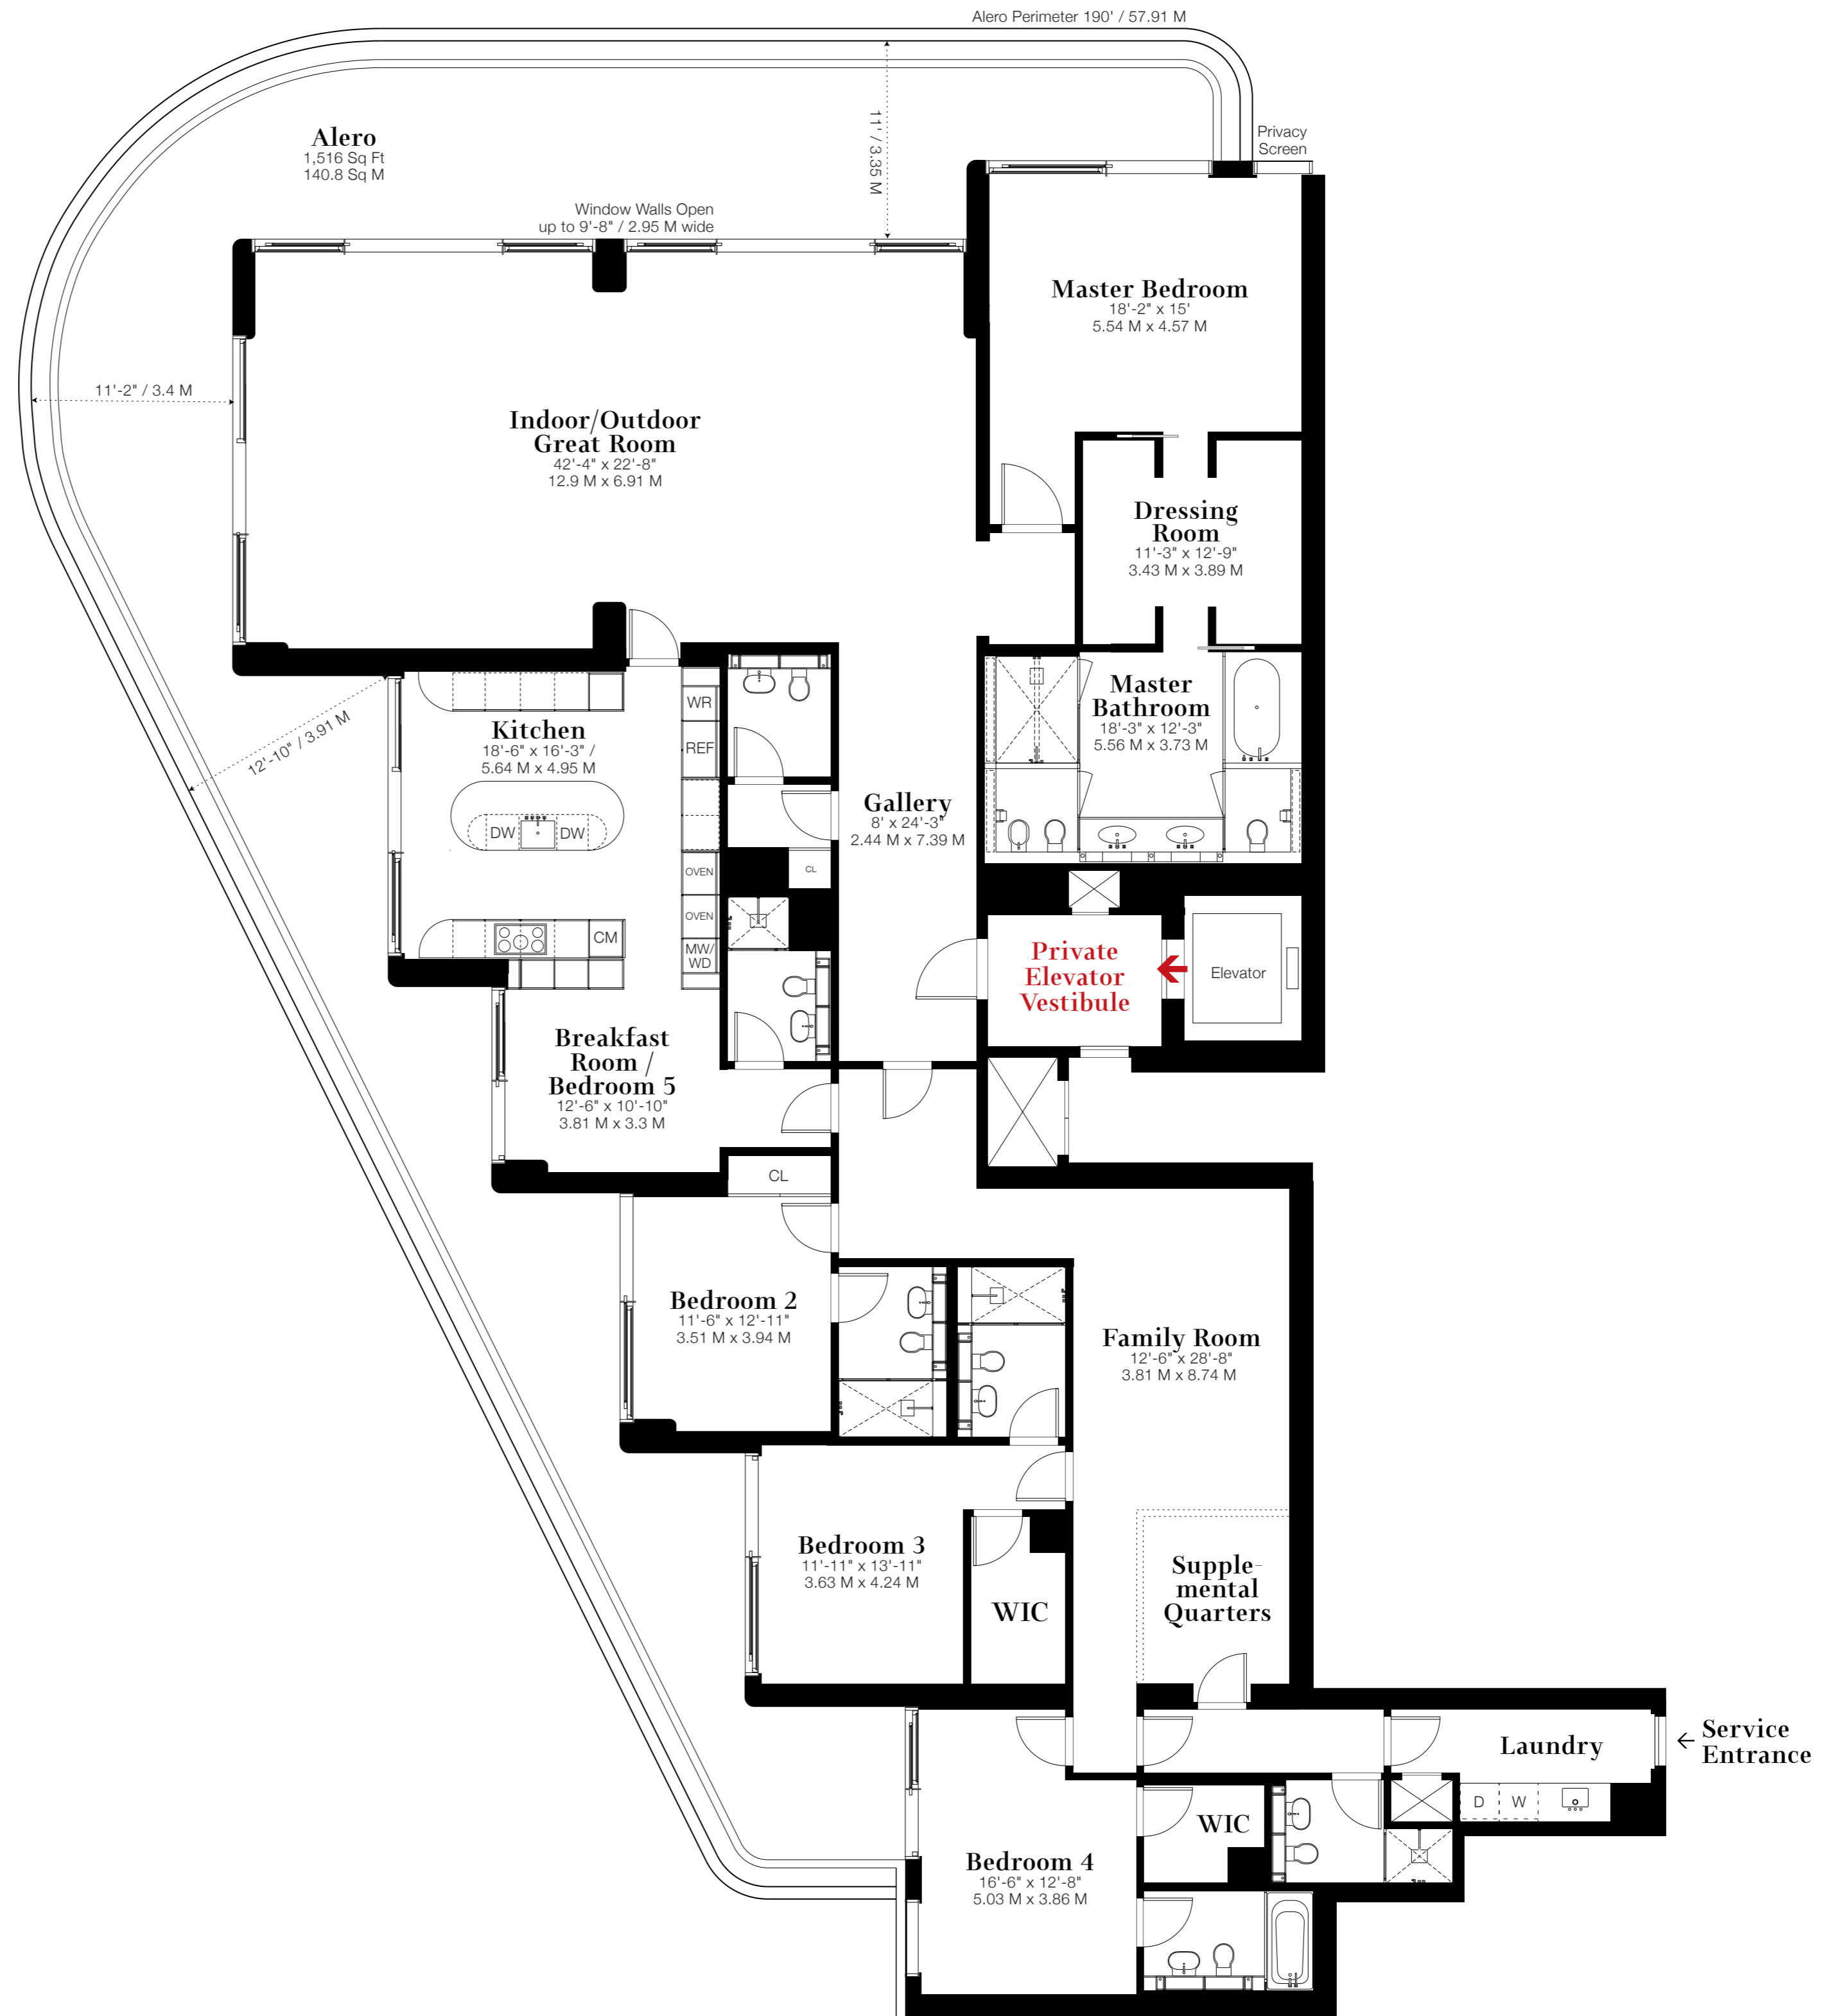 Alero Perimeter 190' / 57.91 M
Alero
1,516 Sq Ft
140.8 Sq M
11' / 3.35 M
Privacy
Screen
Window Walls Open
up to 9'-8" / 2.95 M wide
Master Bedroom
18'-2" x 15'
5.54 M x 4.57 M
11'-2" / 3.4 M
Indoor/Outdoor
Great Room
42'-4" x 22'-8"
12.9 M x 6.91 M
Dressing
Room
11'-3" x 12'-9"
3.43 M x 3.89 M
12'-10" / 3.91 M
Kitchen
18'-6" x 16'-3" /
5.64 M x 4.95 M
WR
REF
DW
DW
OVEN
OVEN
MW/
WD
CM
CL
Master
Bathroom
18'-3" x 12'-3"
5.56 M x 3.73 M
Gallery
8' x 24'-3"
2.44 M x 7.39 M
Private
Elevator
Vestibule
Elevator
Breakfast
Room /
Bedroom 5
12'-6" x 10'-10"
3.81 M x 3.3 M
CL
Bedroom 2
11'-6" x 12'-11"
3.51 M x 3.94 M
Family Room
12'-6" x 28'-8"
3.81 M x 8.74 M
Bedroom 3
11'-11" x 13'-11"
3.63 M x 4.24 M
WIC
Supple-
mental
Quarters
Laundry
Service
Entrance
D
W
WIC
Bedroom 4
16'-6" x 12'-8"
5.03 M x 3.86 M